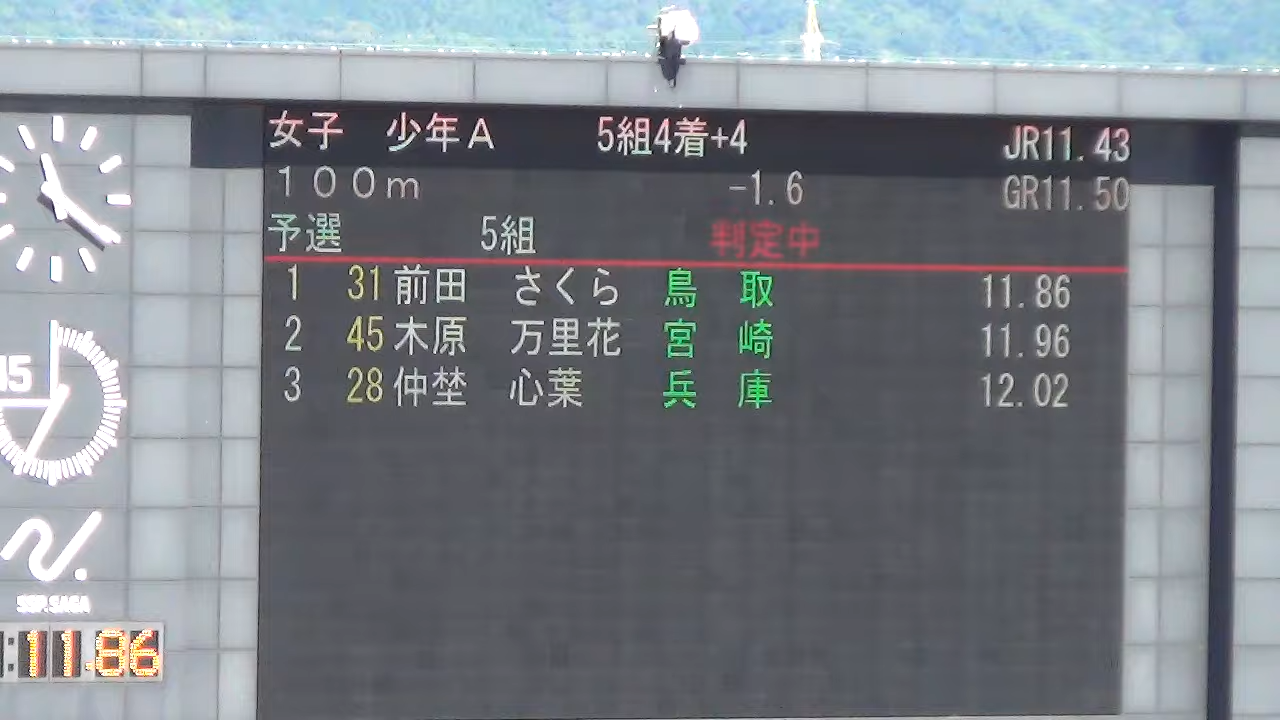 女子 少年A 5組4着+4 JR11.43
100m -1.6 GR11.50
予選 5組 判定中
1 31 前田 さくら 鳥 取 11.86
2 45 木原 万里花 宮 崎 11.96
3 28 仲埜 心葉 兵 庫 12.02
45
SSP.SAGA
:11.86